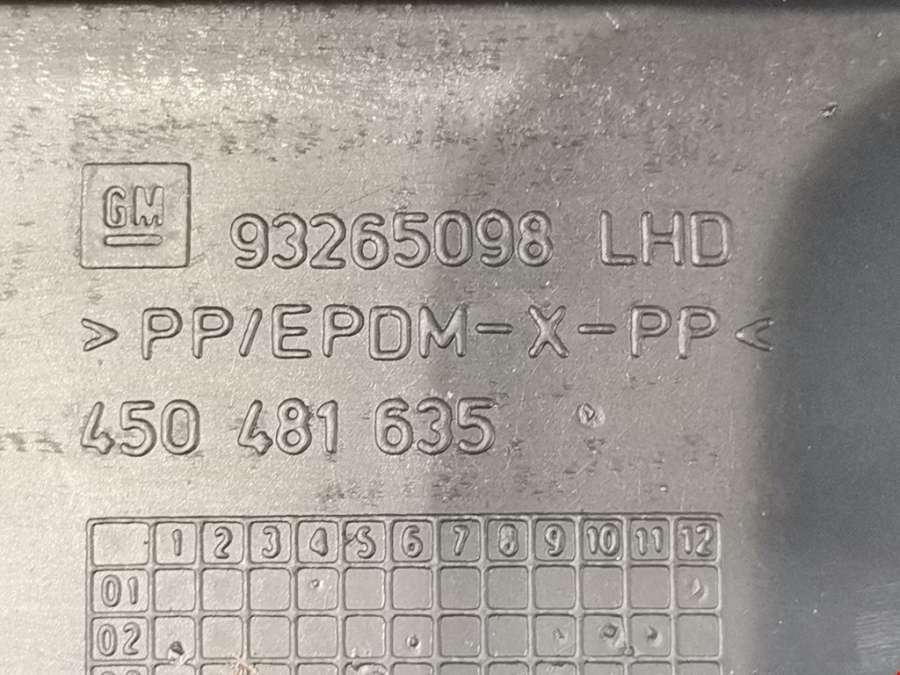 GM 93265098 LHD
>PP/EPDM-X-PP<
450 481 635
1 2 3 4 5 6 7 8 9 10 11 12
01
02